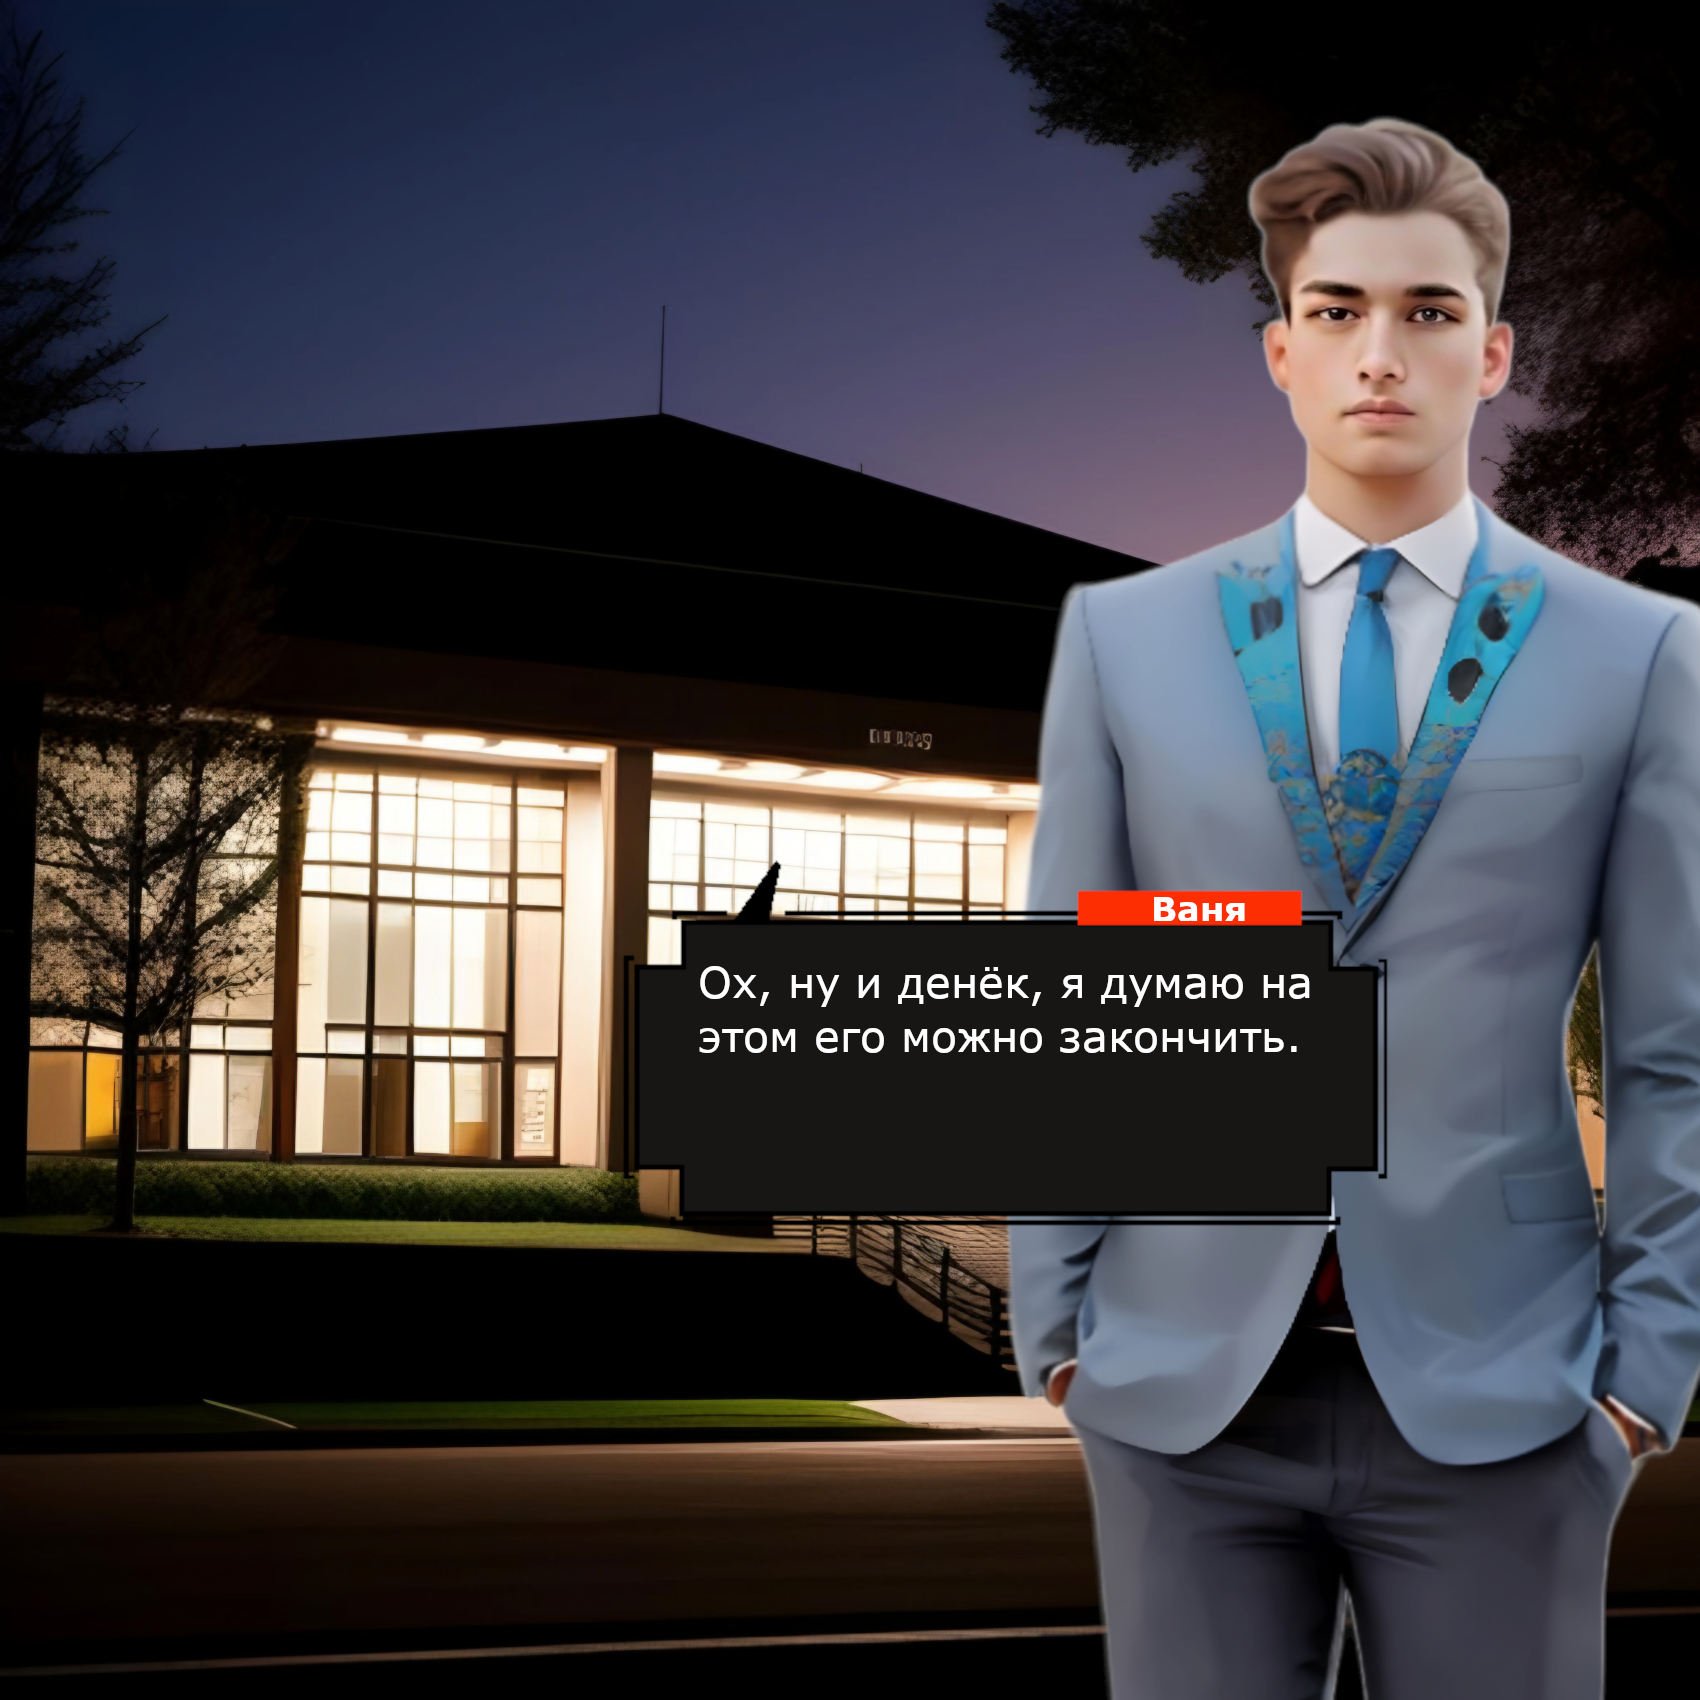 Ваня
Ох, ну и денёк, я думаю на
этом его можно закончить.